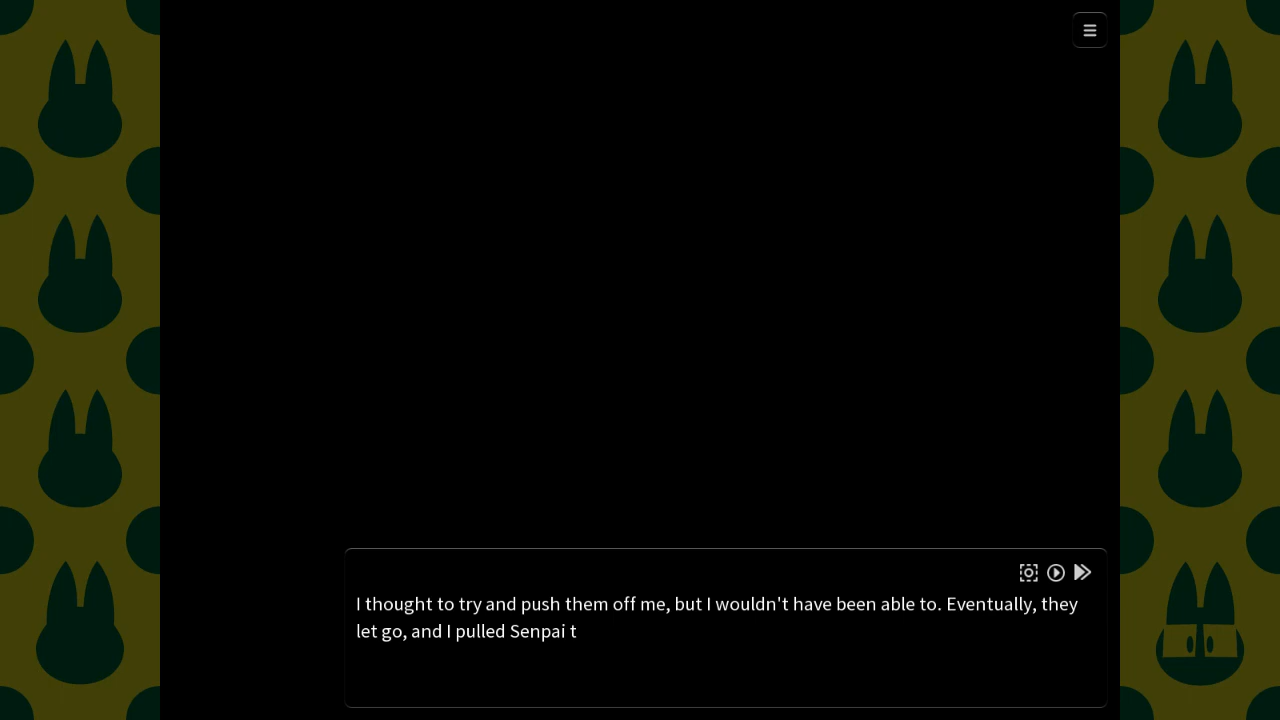 I thought to try and push them off me, but I wouldn't have been able to. Eventually, they
let go, and I pulled Senpai t